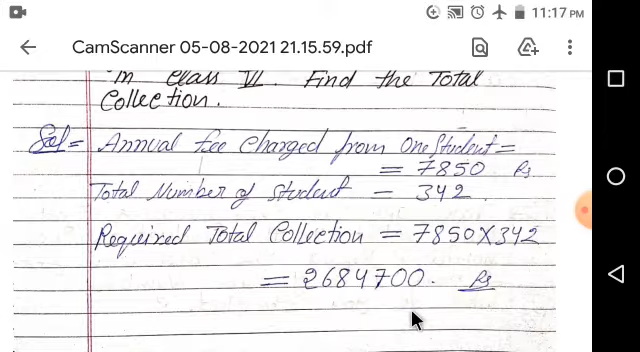 11:17 PM
CamScanner 05-08-2021 21.15.59.pdf
in Class VI. Find the Total
Collection.
Sol = Annual fee Charged from One Student =
= 7850 Rs
Total Number of Student = 342.
Required Total Collection = 7850X342
= 2684700. Rs